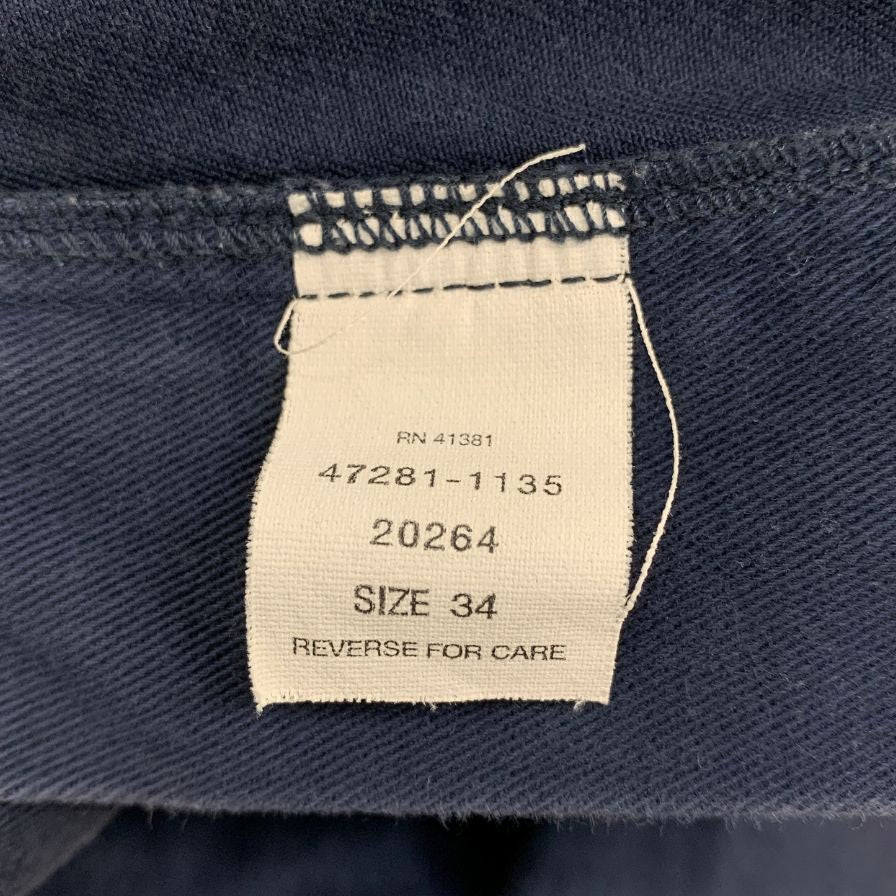 RN 41381
47281-1135
20264
SIZE 34
REVERSE FOR CARE